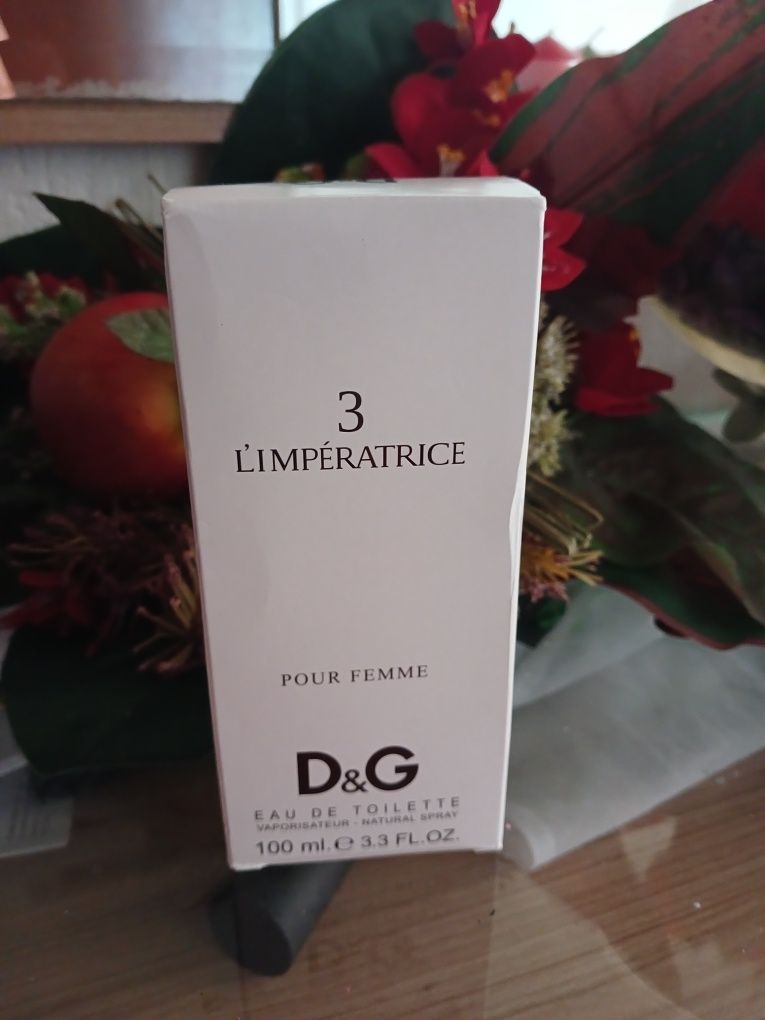 3
L'IMPÉRATRICE
POUR FEMME
D&G
EAU DE TOILETTE
VAPORISATEUR - NATURAL SPRAY
100 ml. ℮ 3.3 FL.OZ.